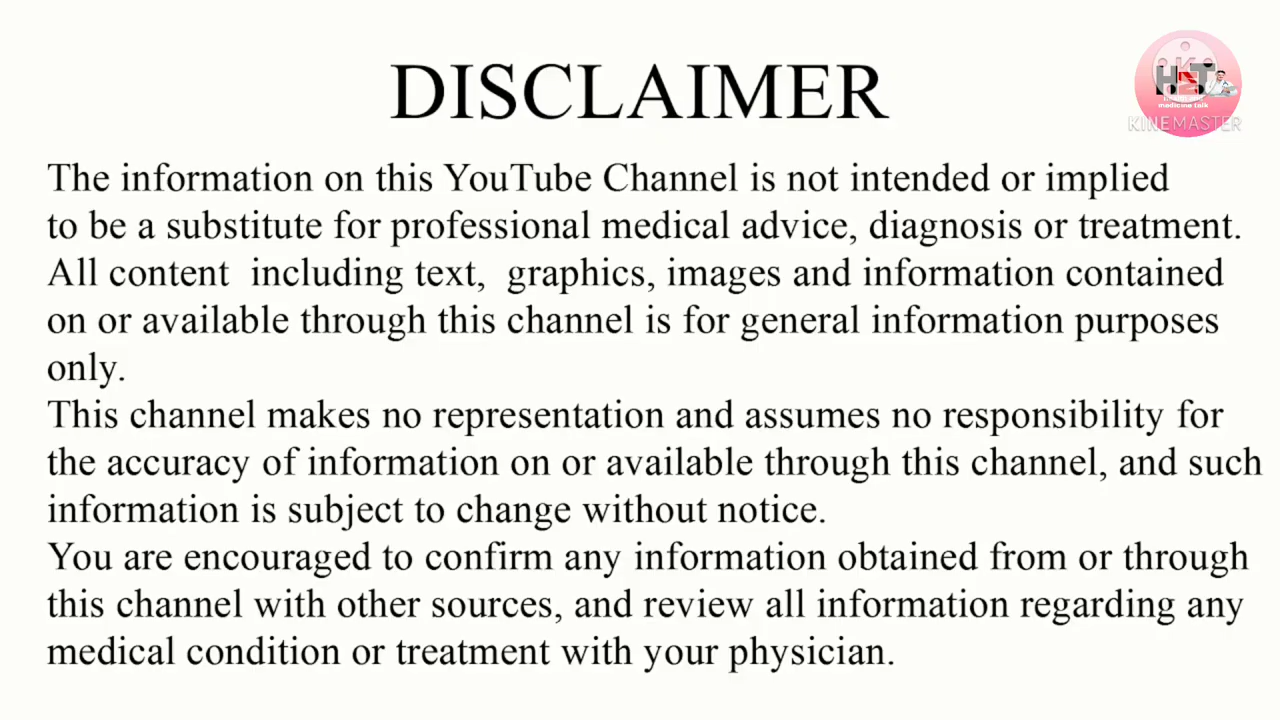 DISCLAIMER
The information on this YouTube Channel is not intended or implied
to be a substitute for professional medical advice, diagnosis or treatment.
All content  including text,  graphics, images and information contained
on or available through this channel is for general information purposes
only.
This channel makes no representation and assumes no responsibility for
the accuracy of information on or available through this channel, and such
information is subject to change without notice.
You are encouraged to confirm any information obtained from or through
this channel with other sources, and review all information regarding any
medical condition or treatment with your physician.
medicine talk
KINEMASTER